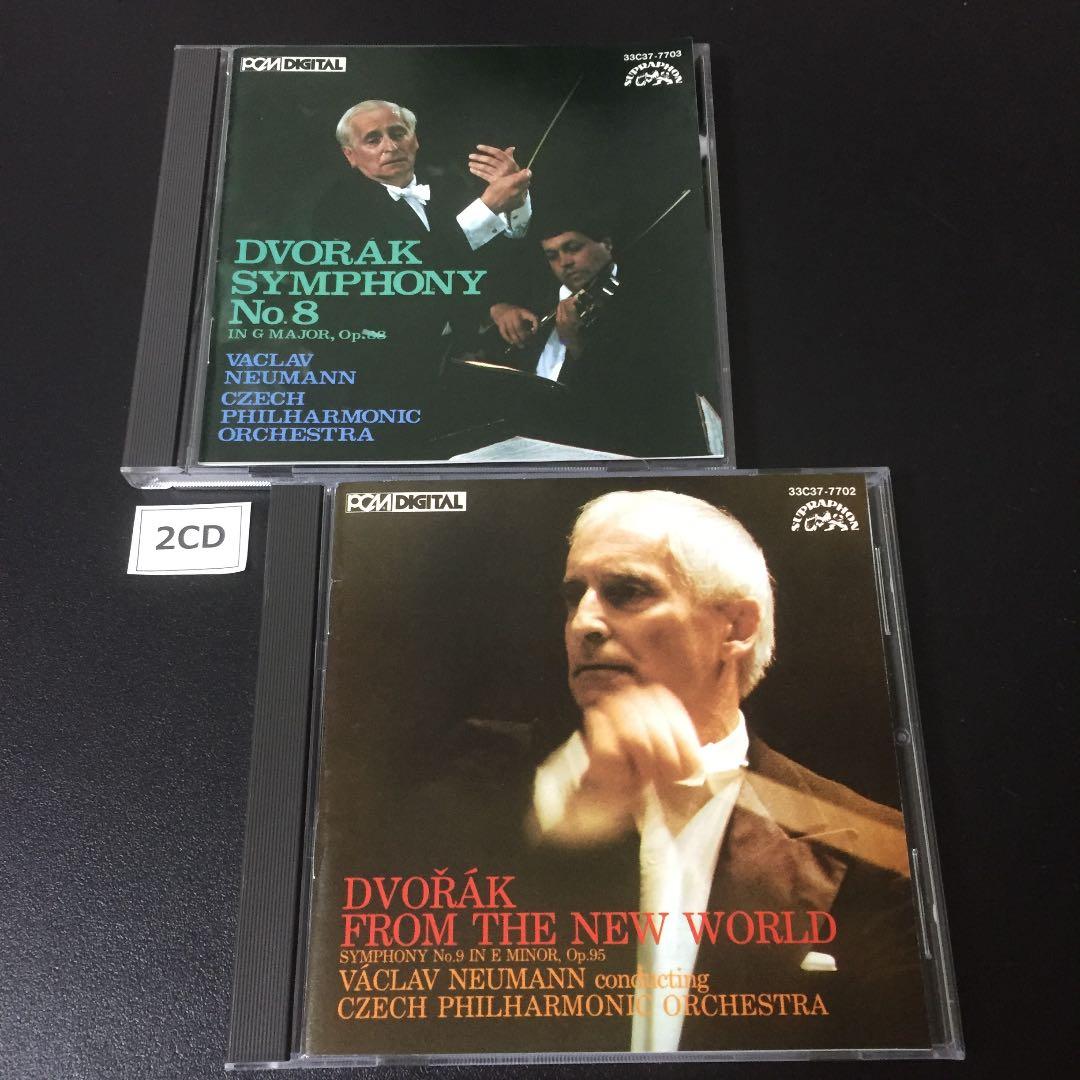 PCM DIGITAL
33C37-7703
SUPRAPHON
DVOŘÁK
SYMPHONY
No.8
IN G MAJOR, Op.88
VACLAV
NEUMANN
CZECH
PHILHARMONIC
ORCHESTRA
2CD
PCM DIGITAL
33C37-7702
SUPRAPHON
DVOŘÁK
FROM THE NEW WORLD
SYMPHONY No.9 IN E MINOR, Op.95
VÁCLAV NEUMANN conducting
CZECH PHILHARMONIC ORCHESTRA